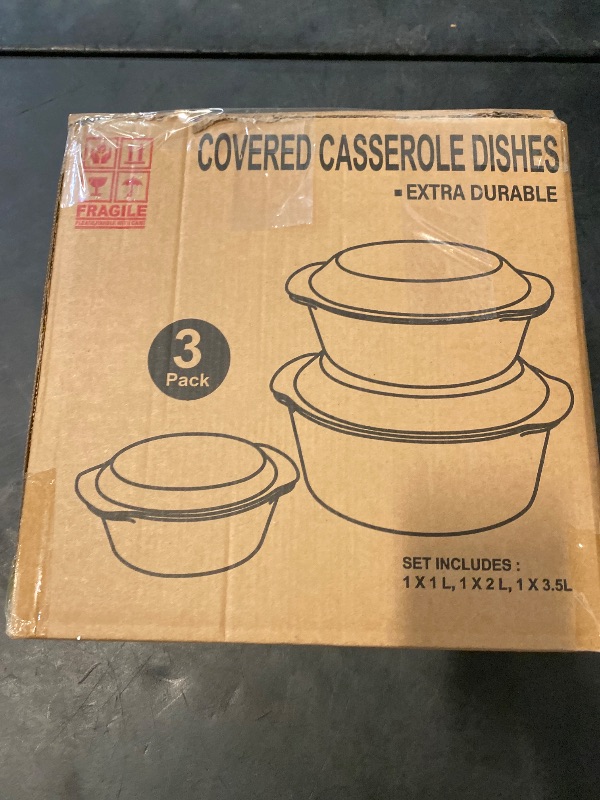 COVERED CASSEROLE DISHES
▪ EXTRA DURABLE
FRAGILE
3
Pack
SET INCLUDES :
1 X 1 L, 1 X 2 L, 1 X 3.5L